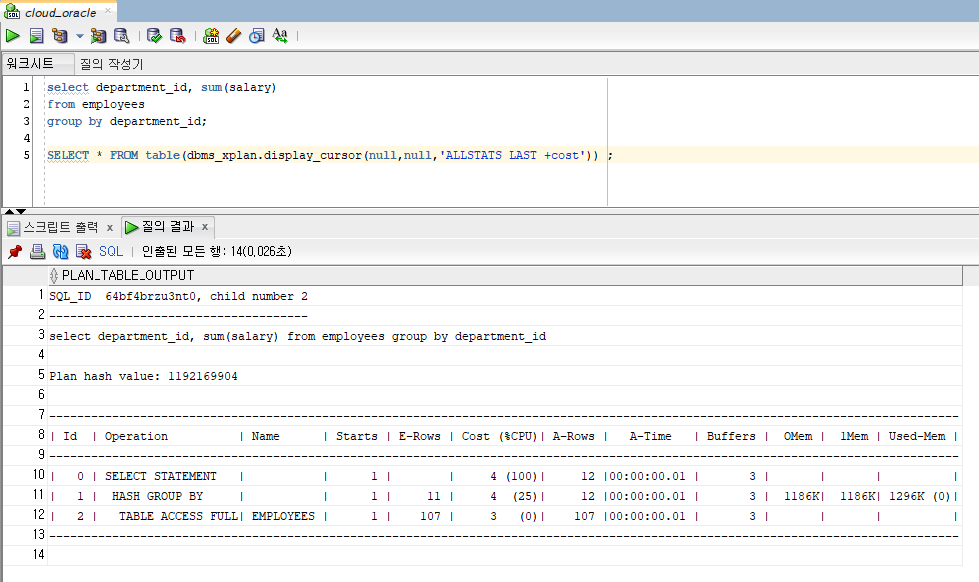 cloud_oracle
워크시트 질의 작성기
1 select department_id, sum(salary)
2 from employees
3 group by department_id;
4
5 SELECT * FROM table(dbms_xplan.display_cursor(null,null,'ALLSTATS LAST +cost')) ;
스크립트 출력 x 질의 결과 x
SQL | 인출된 모든 행: 14(0,026초)
PLAN_TABLE_OUTPUT
1 SQL_ID  64bf4brzu3nt0, child number 2
2 -------------------------------------
3 select department_id, sum(salary) from employees group by department_id
4
5 Plan hash value: 1192169904
6
7 ----------------------------------------------------------------------------------------------------------------------------------
8 | Id  | Operation          | Name      | Starts | E-Rows | Cost (%CPU)| A-Rows |   A-Time   | Buffers |  OMem |  1Mem | Used-Mem |
9 ----------------------------------------------------------------------------------------------------------------------------------
10 |   0 | SELECT STATEMENT   |           |      1 |        |     4 (100)|     12 |00:00:00.01 |       3 |       |       |          |
11 |   1 |  HASH GROUP BY     |           |      1 |     11 |     4  (25)|     12 |00:00:00.01 |       3 |  1186K|  1186K| 1296K (0)|
12 |   2 |   TABLE ACCESS FULL| EMPLOYEES |      1 |    107 |     3   (0)|    107 |00:00:00.01 |       3 |       |       |          |
13 ----------------------------------------------------------------------------------------------------------------------------------
14